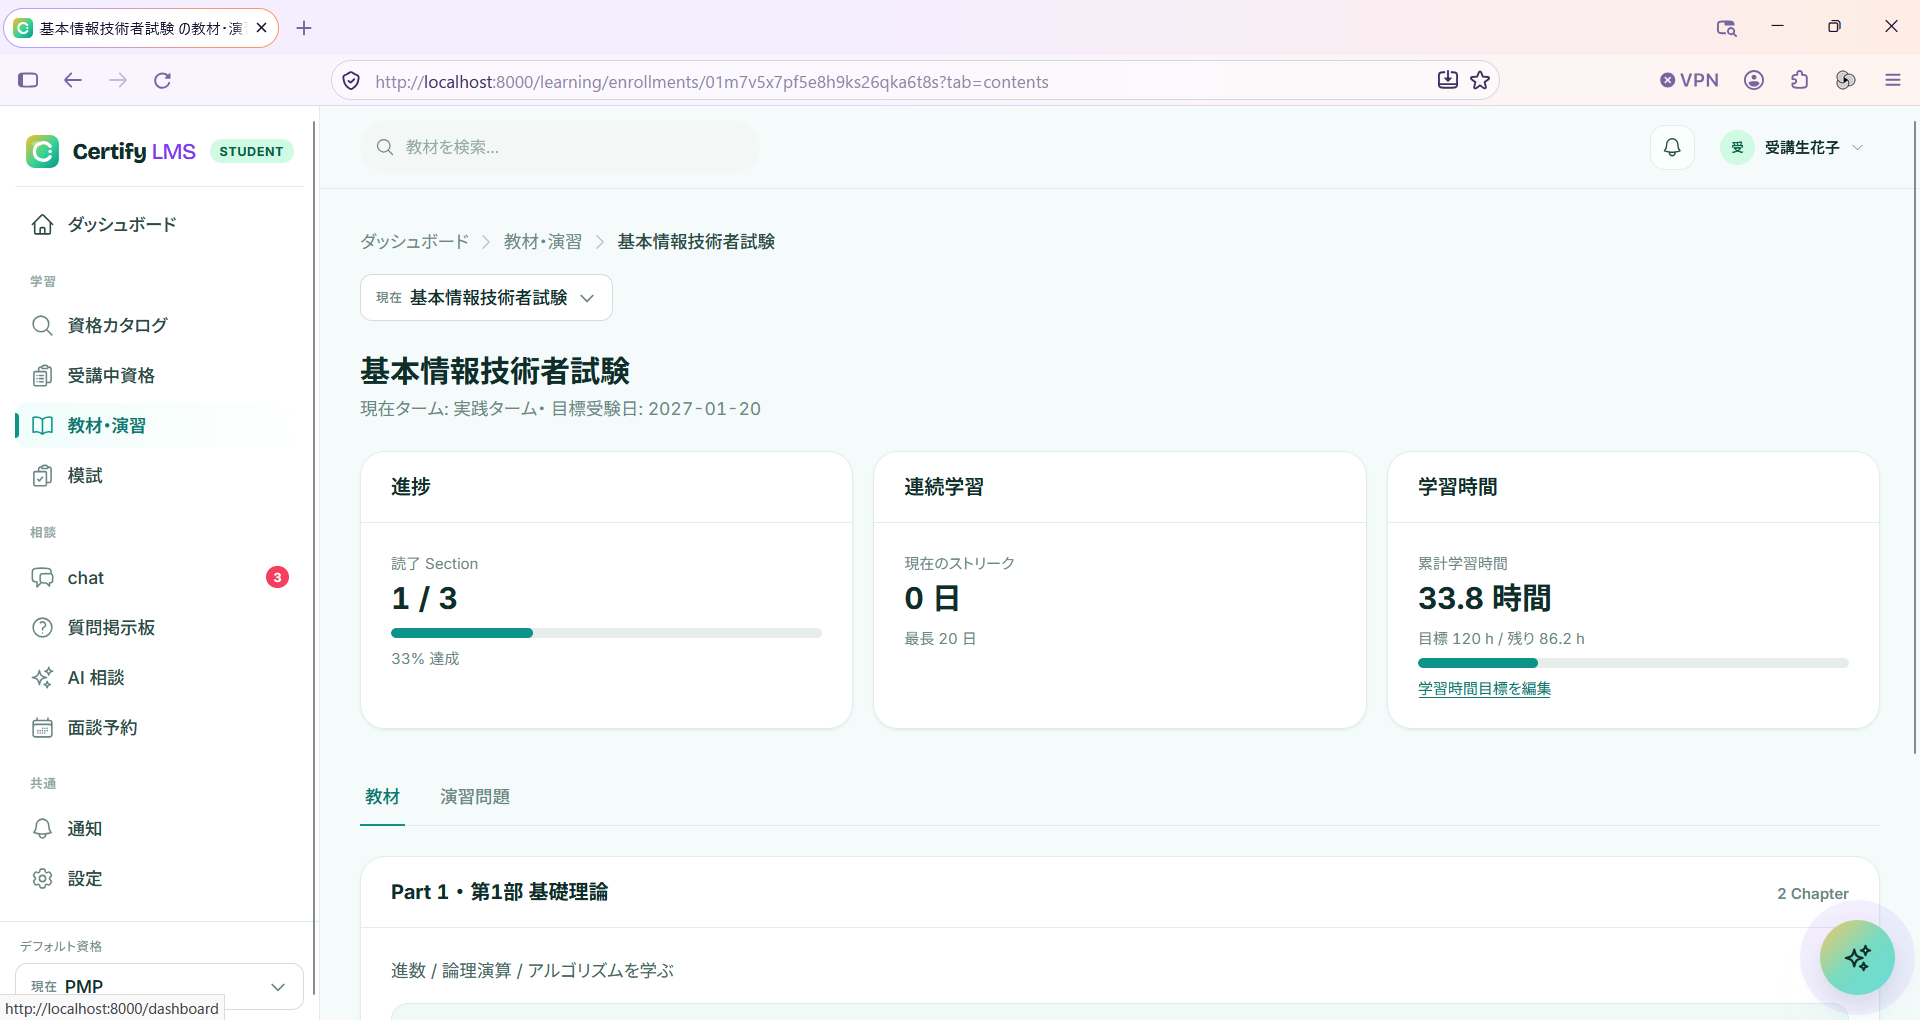 基本情報技術者試験 の教材・演
http://localhost:8000/learning/enrollments/01m7v5x7pf5e8h9ks26qka6t8s?tab=contents
VPN
Certify LMS STUDENT
教材を検索...
受 受講生花子
ダッシュボード
学習
資格カタログ
受講中資格
教材・演習
模試
相談
chat 3
質問掲示板
AI 相談
面談予約
共通
通知
設定
デフォルト資格
現在 PMP
http://localhost:8000/dashboard
ダッシュボード > 教材・演習 > 基本情報技術者試験
現在 基本情報技術者試験
基本情報技術者試験
現在ターム: 実践ターム・ 目標受験日: 2027-01-20
進捗
読了 Section
1 / 3
33% 達成
連続学習
現在のストリーク
0 日
最長 20 日
学習時間
累計学習時間
33.8 時間
目標 120 h / 残り 86.2 h
学習時間目標を編集
教材 演習問題
Part 1・第1部 基礎理論
2 Chapter
進数 / 論理演算 / アルゴリズムを学ぶ